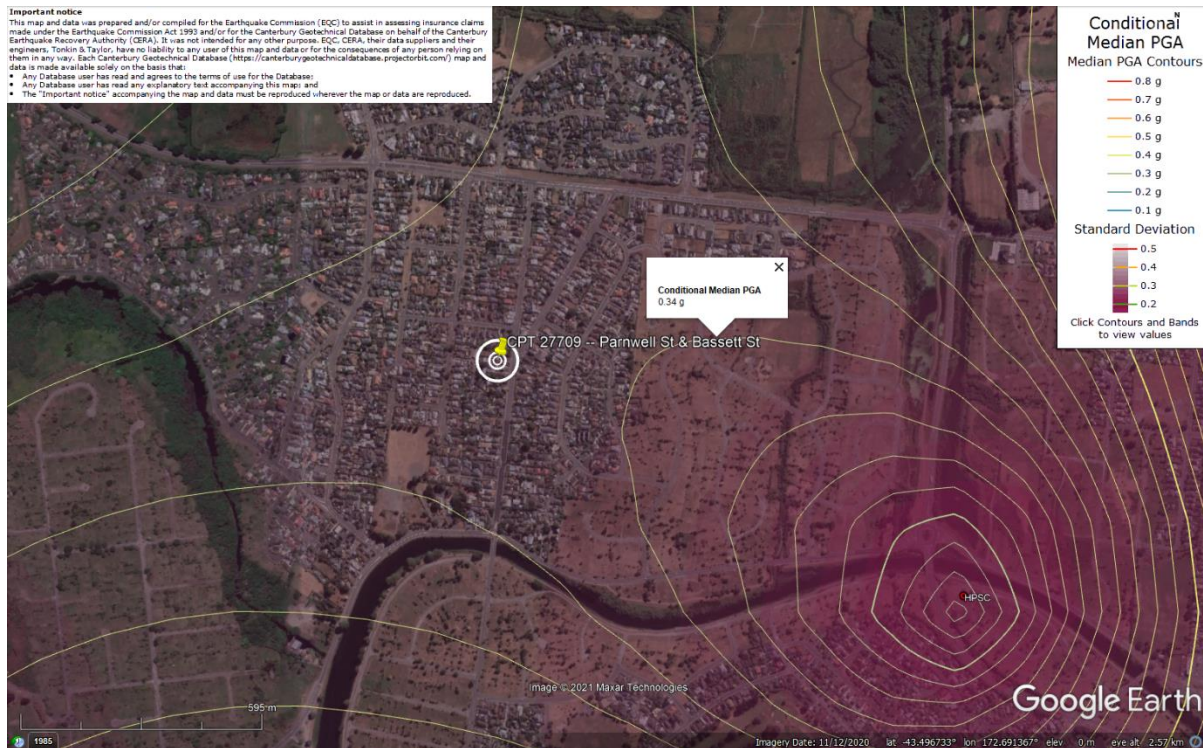 Important notice
This map and data was prepared and/or compiled for the Earthquake Commission (EQC) to assist in assessing insurance claims
made under the Earthquake Commission Act 1993 and/or for the Canterbury Geotechnical Database on behalf of the Canterbury
Earthquake Recovery Authority (CERA). It was not intended for any other purpose. EQC, CERA, their data suppliers and their
engineers, Tonkin & Taylor, have no liability to any user of this map and data or for the consequences of any person relying on
them in any way. Each Canterbury Geotechnical Database (https://canterburygeotechnicaldatabase.projectorbit.com/) map and
data is made available solely on the basis that:
• Any Database user has read and agrees to the terms of use for the Database;
• Any Database user has read any explanatory text accompanying this map; and
• The "Important notice" accompanying the map and data must be reproduced wherever the map or data are reproduced.
N
Conditional
Median PGA
Median PGA Contours
0.8 g
0.7 g
0.6 g
0.5 g
0.4 g
0.3 g
0.2 g
0.1 g
Standard Deviation
0.5
0.4
0.3
0.2
Click Contours and Bands
to view values
Conditional Median PGA
0.34 g
CPT 27709 -- Parnwell St & Bassett St
HPSC
Image © 2021 Maxar Technologies
595 m
Google Earth
1985
Imagery Date: 11/12/2020 lat -43.496733° lon 172.691367° elev 0 m eye alt 2.57 km